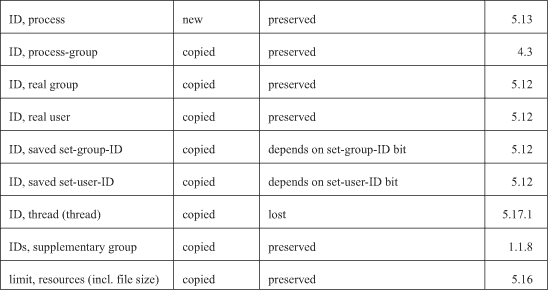 ID, process new preserved 5.13
ID, process-group copied preserved 4.3
ID, real group copied preserved 5.12
ID, real user copied preserved 5.12
ID, saved set-group-ID copied depends on set-group-ID bit 5.12
ID, saved set-user-ID copied depends on set-user-ID bit 5.12
ID, thread (thread) copied lost 5.17.1
IDs, supplementary group copied preserved 1.1.8
limit, resources (incl. file size) copied preserved 5.16